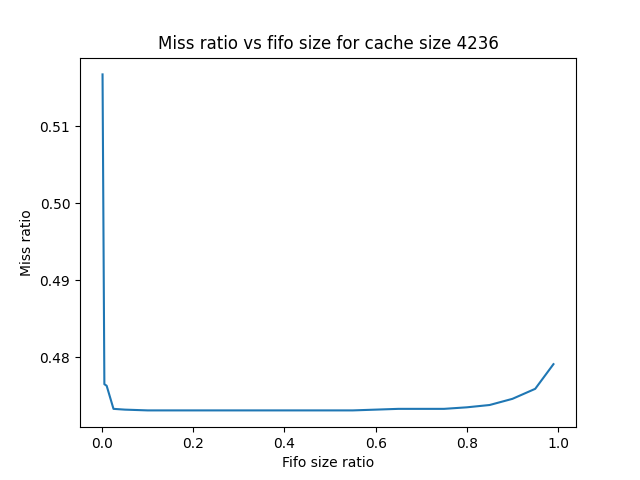 Miss ratio vs fifo size for cache size 4236
Miss ratio
0.51
0.50
0.49
0.48
0.0 0.2 0.4 0.6 0.8 1.0
Fifo size ratio